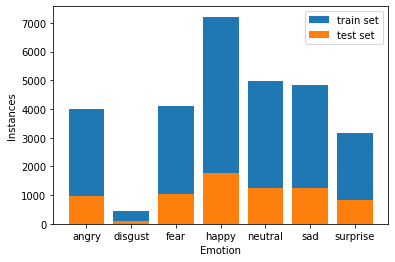 train set
test set
7000
6000
5000
4000
3000
2000
1000
0
Instances
angry disgust fear happy neutral sad surprise
Emotion